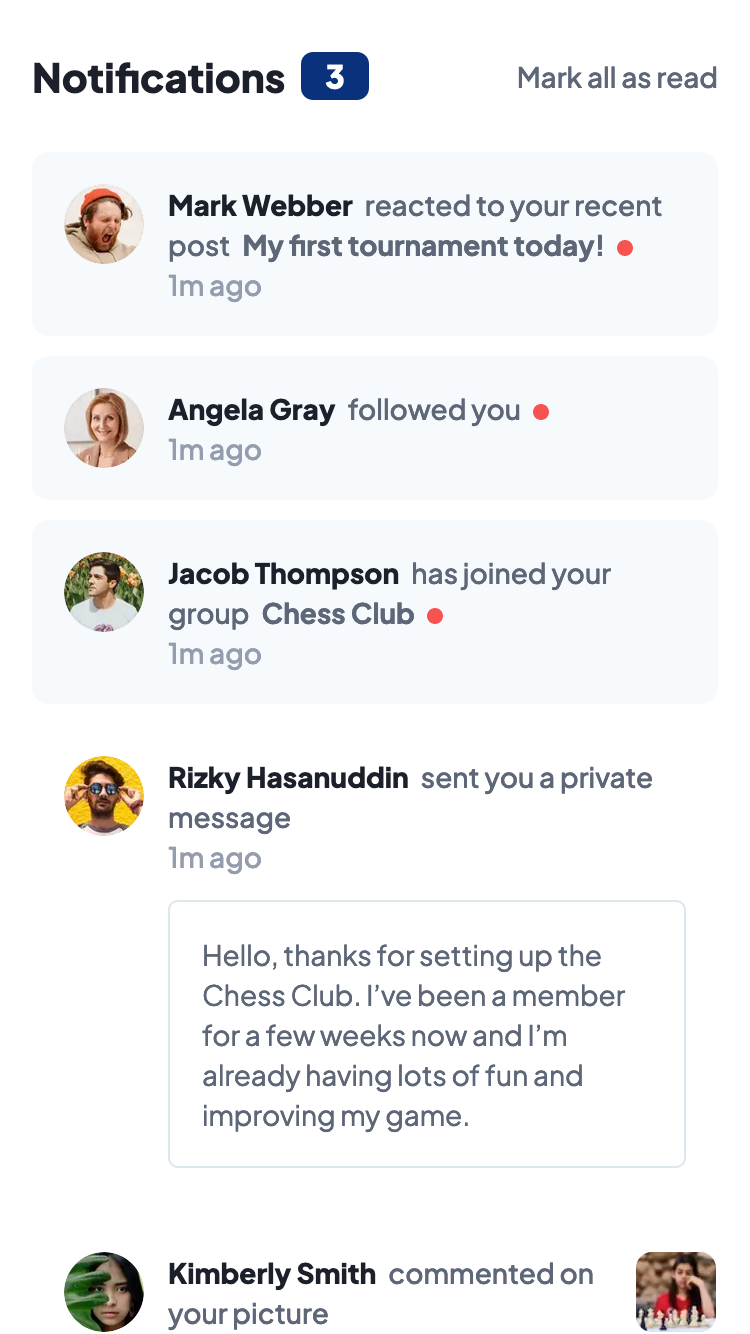 Notifications 3 Mark all as read
Mark Webber reacted to your recent
post My first tournament today!
1m ago
Angela Gray followed you
1m ago
Jacob Thompson has joined your
group Chess Club
1m ago
Rizky Hasanuddin sent you a private
message
1m ago
Hello, thanks for setting up the
Chess Club. I’ve been a member
for a few weeks now and I’m
already having lots of fun and
improving my game.
Kimberly Smith commented on
your picture